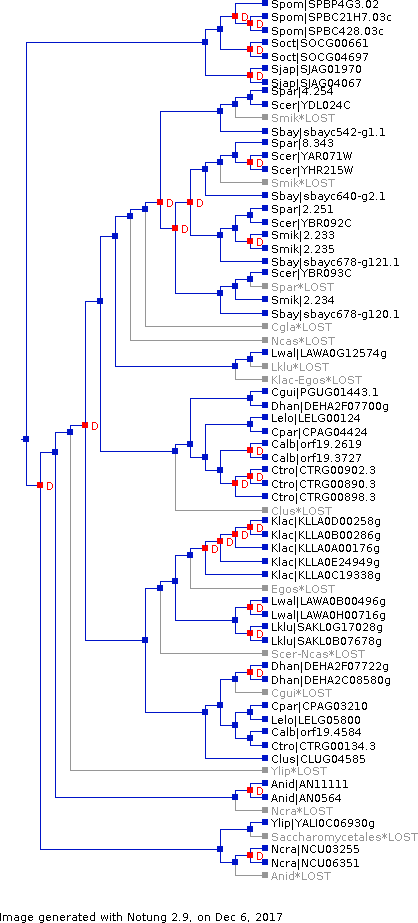 Spom|SPBP4G3.02
D
Spom|SPBC21H7.03c
D
Spom|SPBC428.03c
Soct|SOCG00661
D
Soct|SOCG04697
Sjap|SJAG01970
D
Sjap|SJAG04067
Spar|4.254
Scer|YDL024C
Smik*LOST
Sbay|sbayc542-g1.1
Spar|8.343
Scer|YAR071W
D
Scer|YHR215W
Smik*LOST
Sbay|sbayc640-g2.1
D
D
Spar|2.251
Scer|YBR092C
D
Smik|2.233
D
Smik|2.235
Sbay|sbayc678-g121.1
Scer|YBR093C
Spar*LOST
Smik|2.234
Sbay|sbayc678-g120.1
Cgla*LOST
Ncas*LOST
Lwal|LAWA0G12574g
Lklu*LOST
Klac-Egos*LOST
Cgui|PGUG01443.1
Dhan|DEHA2F07700g
Lelo|LELG00124
D
Cpar|CPAG04424
Calb|orf19.2619
D
Calb|orf19.3727
Ctro|CTRG00902.3
D
D
Ctro|CTRG00890.3
D
Ctro|CTRG00898.3
Clus*LOST
Klac|KLLA0D00258g
D
Klac|KLLA0B00286g
D
D
D
Klac|KLLA0A00176g
Klac|KLLA0E24949g
Klac|KLLA0C19338g
Egos*LOST
Lwal|LAWA0B00496g
D
Lwal|LAWA0H00716g
Lklu|SAKL0G17028g
D
Lklu|SAKL0B07678g
Scer-Ncas*LOST
Dhan|DEHA2F07722g
D
Dhan|DEHA2C08580g
Cgui*LOST
Cpar|CPAG03210
Lelo|LELG05800
Calb|orf19.4584
Ctro|CTRG00134.3
Clus|CLUG04585
Ylip*LOST
Anid|AN11111
D
Anid|AN0564
Ncra*LOST
Ylip|YALI0C06930g
Saccharomycetales*LOST
Ncra|NCU03255
D
Ncra|NCU06351
Anid*LOST
Image generated with Notung 2.9, on Dec 6, 2017